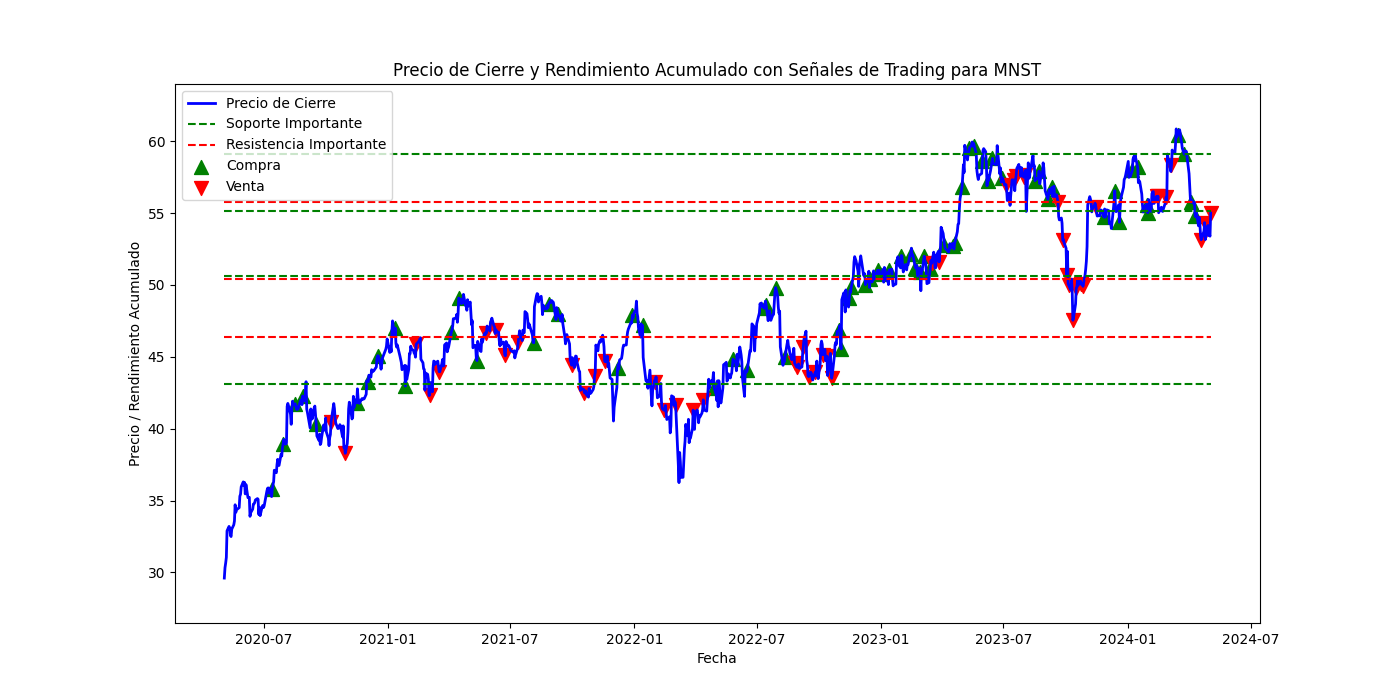 Precio de Cierre y Rendimiento Acumulado con Señales de Trading para MNST
Precio de Cierre
Soporte Importante
Resistencia Importante
Compra
Venta
Precio / Rendimiento Acumulado
60
55
50
45
40
35
30
2020-07
2021-01
2021-07
2022-01
2022-07
2023-01
2023-07
2024-01
2024-07
Fecha